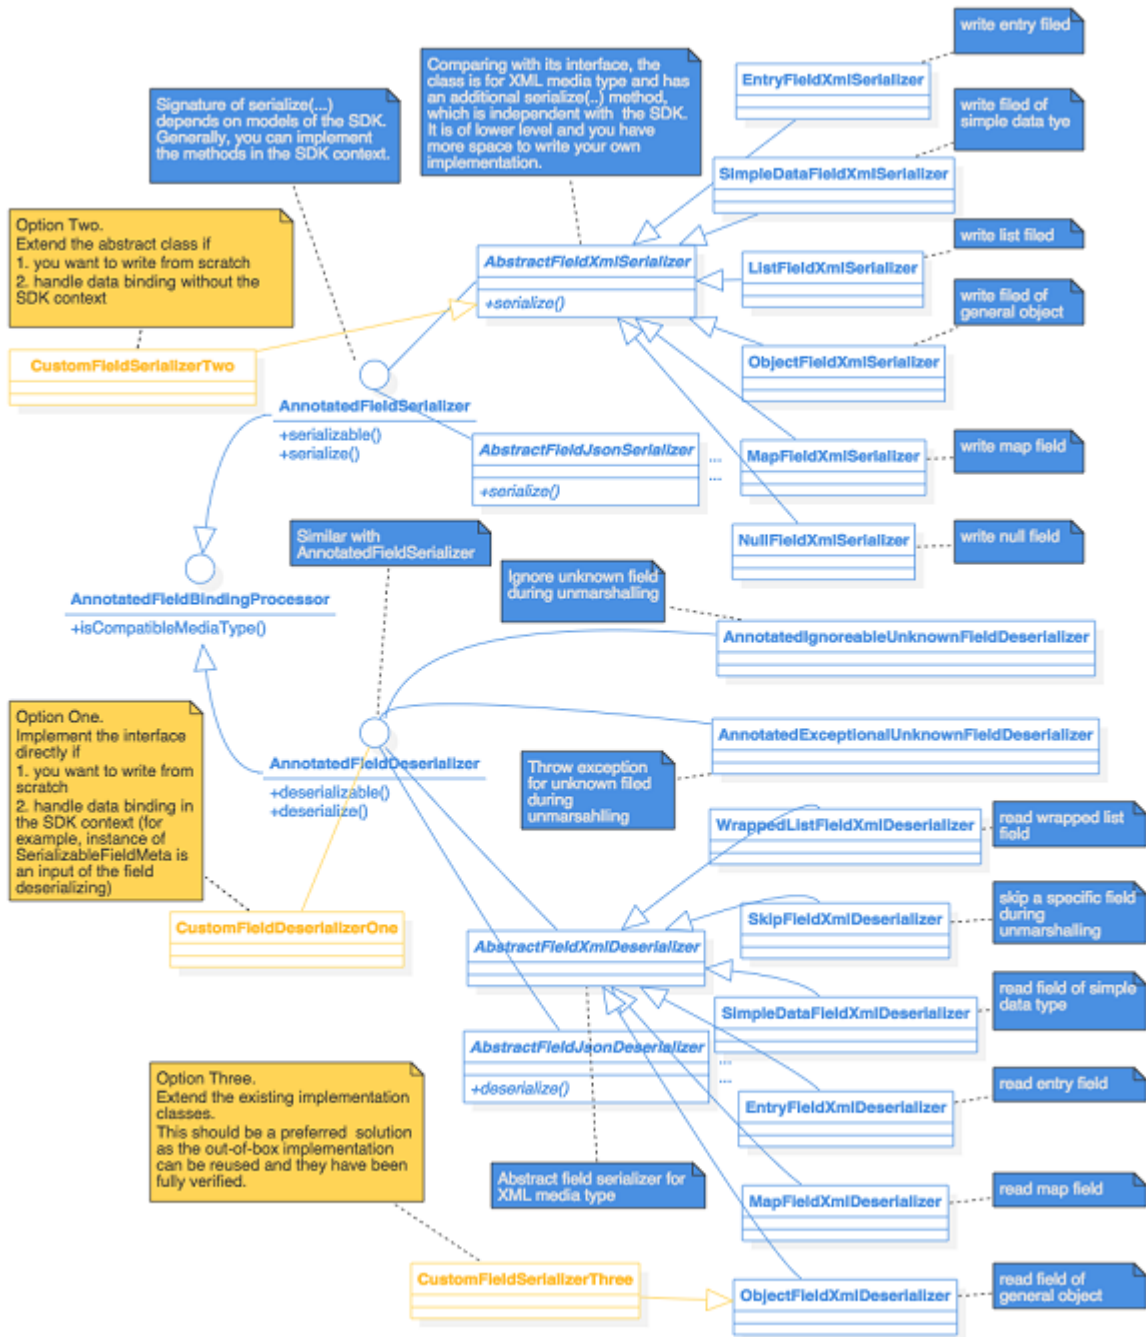 write entry filed
Comparing with its interface, the
class is for XML media type and has
an additional serialize(..) method,
which is independent with  the SDK.
It is of lower level and you have
more space to write your own
implementation.
EntryFieldXmlSerializer
Signature of serialize(...)
depends on models of the SDK.
Generally, you can implement
the methods in the SDK context.
write filed of
simple data tye
SimpleDataFieldXmlSerializer
Option Two.
Extend the abstract class if
1. you want to write from scratch
2. handle data binding without the
SDK context
write list filed
AbstractFieldXmlSerializer
+serialize()
ListFieldXmlSerializer
write filed of
general object
CustomFieldSerializerTwo
ObjectFieldXmlSerializer
AnnotatedFieldSerializer
+serializable()
+serialize()
AbstractFieldJsonSerializer
+serialize()
...
...
MapFieldXmlSerializer
write map field
Similar with
AnnotatedFieldSerializer
NullFieldXmlSerializer
write null field
Ignore unknown field
during unmarshalling
AnnotatedFieldBindingProcessor
+isCompatibleMediaType()
AnnotatedIgnoreableUnknownFieldDeserializer
Option One.
Implement the interface
directly if
1. you want to write from
scratch
2. handle data binding in
the SDK context (for
example, instance of
SerializableFieldMeta is
an input of the field
deserializing)
AnnotatedExceptionalUnknownFieldDeserializer
AnnotatedFieldDeserializer
+deserializable()
+deserialize()
Throw exception
for unknown filed
during
unmarsahlling
WrappedListFieldXmlDeserializer
read wrapped list
field
CustomFieldDeserializerOne
SkipFieldXmlDeserializer
skip a specific field
during
unmarshalling
AbstractFieldXmlDeserializer
SimpleDataFieldXmlDeserializer
read field of simple
data type
AbstractFieldJsonDeserializer
+deserialize()
...
...
Option Three.
Extend the existing implementation
classes.
This should be a preferred  solution
as the out-of-box implementation
can be reused and they have been
fully verified.
EntryFieldXmlDeserializer
read entry field
Abstract field serializer for
XML media type
MapFieldXmlDeserializer
read map field
CustomFieldSerializerThree
ObjectFieldXmlDeserializer
read field of
general object